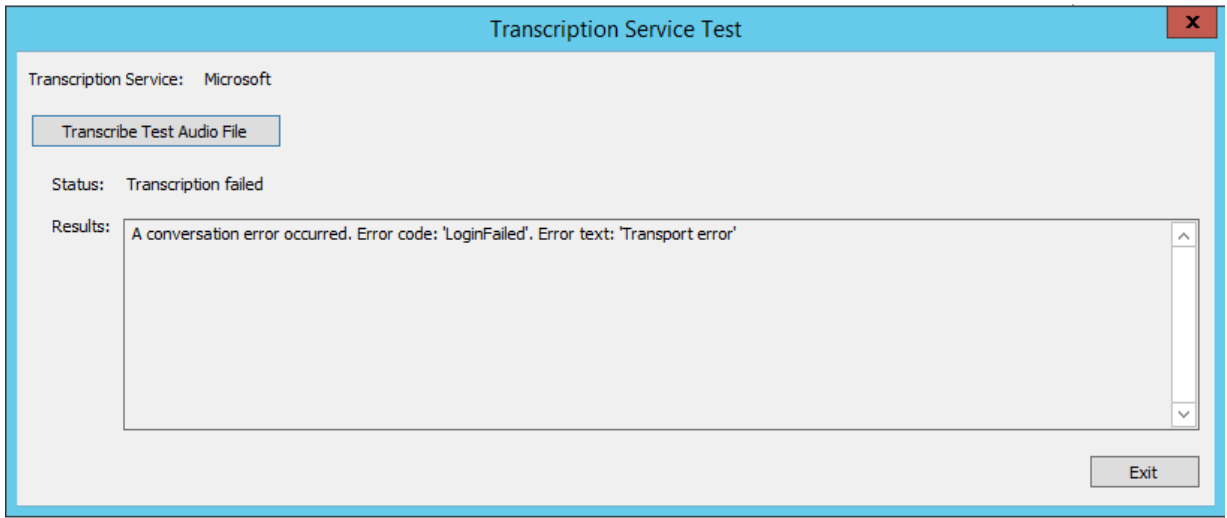 Transcription Service Test
x
Transcription Service: Microsoft
Transcribe Test Audio File
Status: Transcription failed
Results: A conversation error occurred. Error code: 'LoginFailed'. Error text: 'Transport error'
Exit